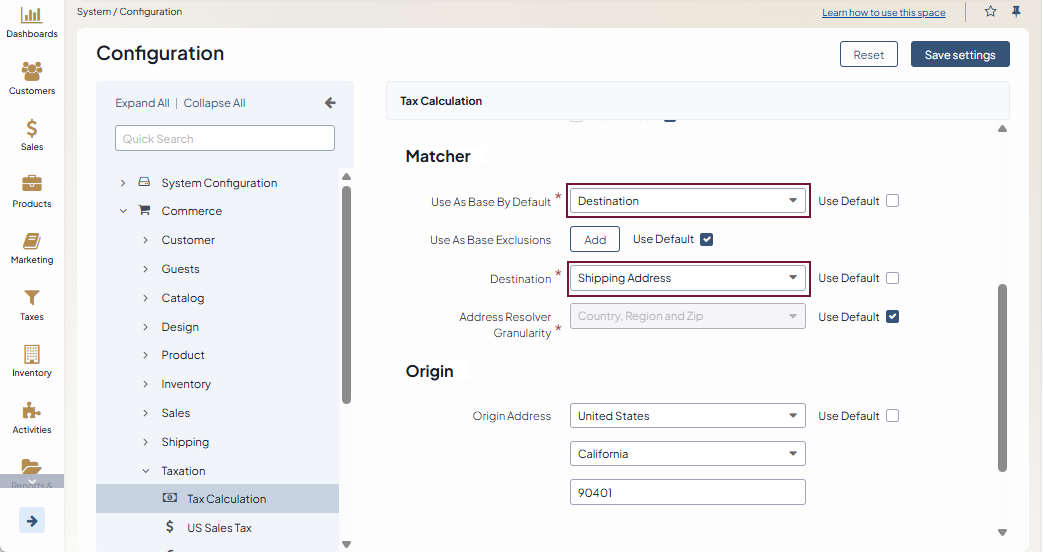 System / Configuration
Learn how to use this space
Dashboards
Customers
Sales
Products
Marketing
Taxes
Inventory
Activities
Reports &
Configuration
Reset
Save settings
Expand All | Collapse All
Quick Search
System Configuration
Commerce
Customer
Guests
Catalog
Design
Product
Inventory
Sales
Shipping
Taxation
Tax Calculation
US Sales Tax
Tax Calculation
Matcher
Use As Base By Default * Destination Use Default
Use As Base Exclusions Add Use Default
Destination * Shipping Address Use Default
Address Resolver
Granularity * Country, Region and Zip Use Default
Origin
Origin Address United States Use Default
California
90401